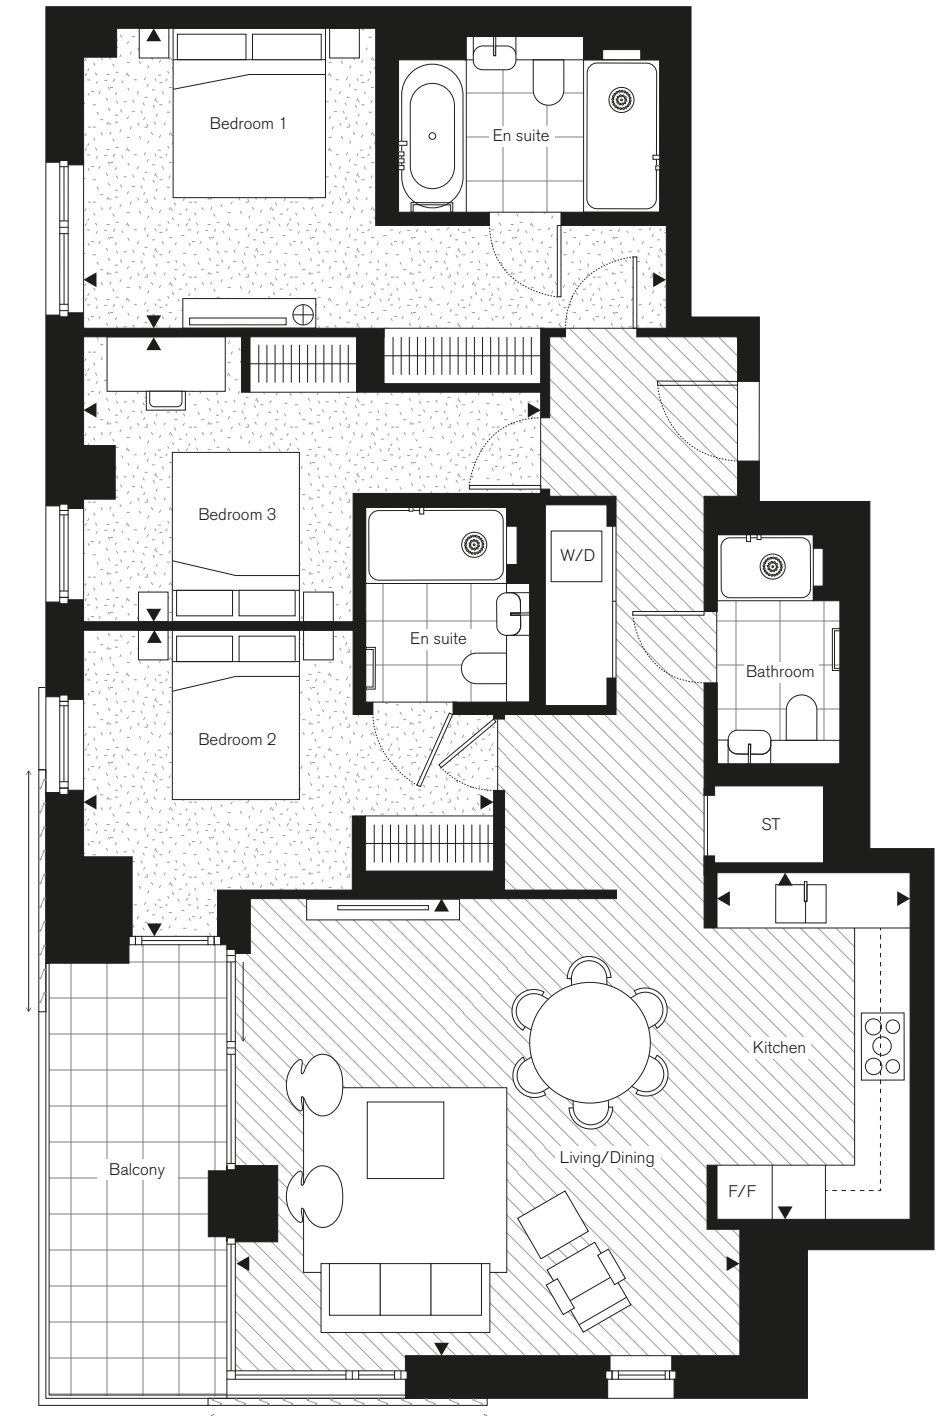 Bedroom 1
En suite
Bedroom 3
W/D
En suite
Bathroom
Bedroom 2
ST
Kitchen
Living/Dining
Balcony
F/F